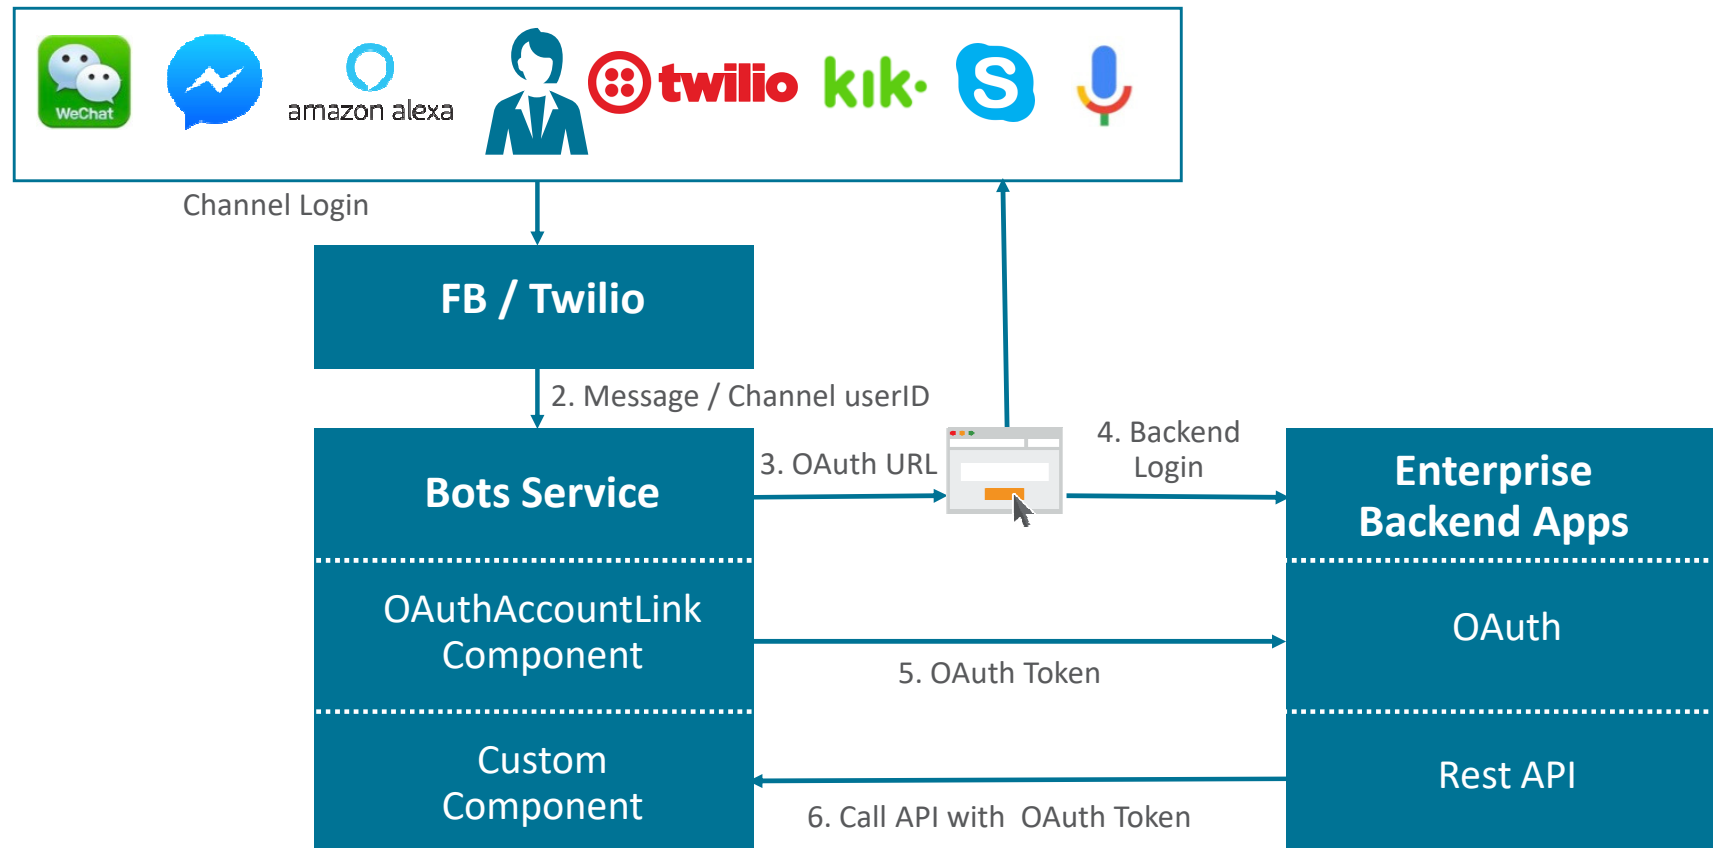 WeChat
amazon alexa
twilio
kik.
S
Channel Login
FB / Twilio
2. Message / Channel userID
3. OAuth URL
4. Backend
Login
Bots Service
Enterprise
Backend Apps
OAuthAccountLink
Component
OAuth
5. OAuth Token
Custom
Component
Rest API
6. Call API with  OAuth Token